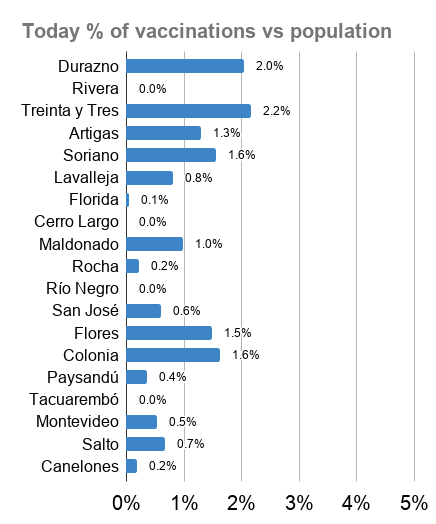 Today % of vaccinations vs population
Durazno 2.0%
Rivera 0.0%
Treinta y Tres 2.2%
Artigas 1.3%
Soriano 1.6%
Lavalleja 0.8%
Florida 0.1%
Cerro Largo 0.0%
Maldonado 1.0%
Rocha 0.2%
Río Negro 0.0%
San José 0.6%
Flores 1.5%
Colonia 1.6%
Paysandú 0.4%
Tacuarembó 0.0%
Montevideo 0.5%
Salto 0.7%
Canelones 0.2%
0% 1% 2% 3% 4% 5%